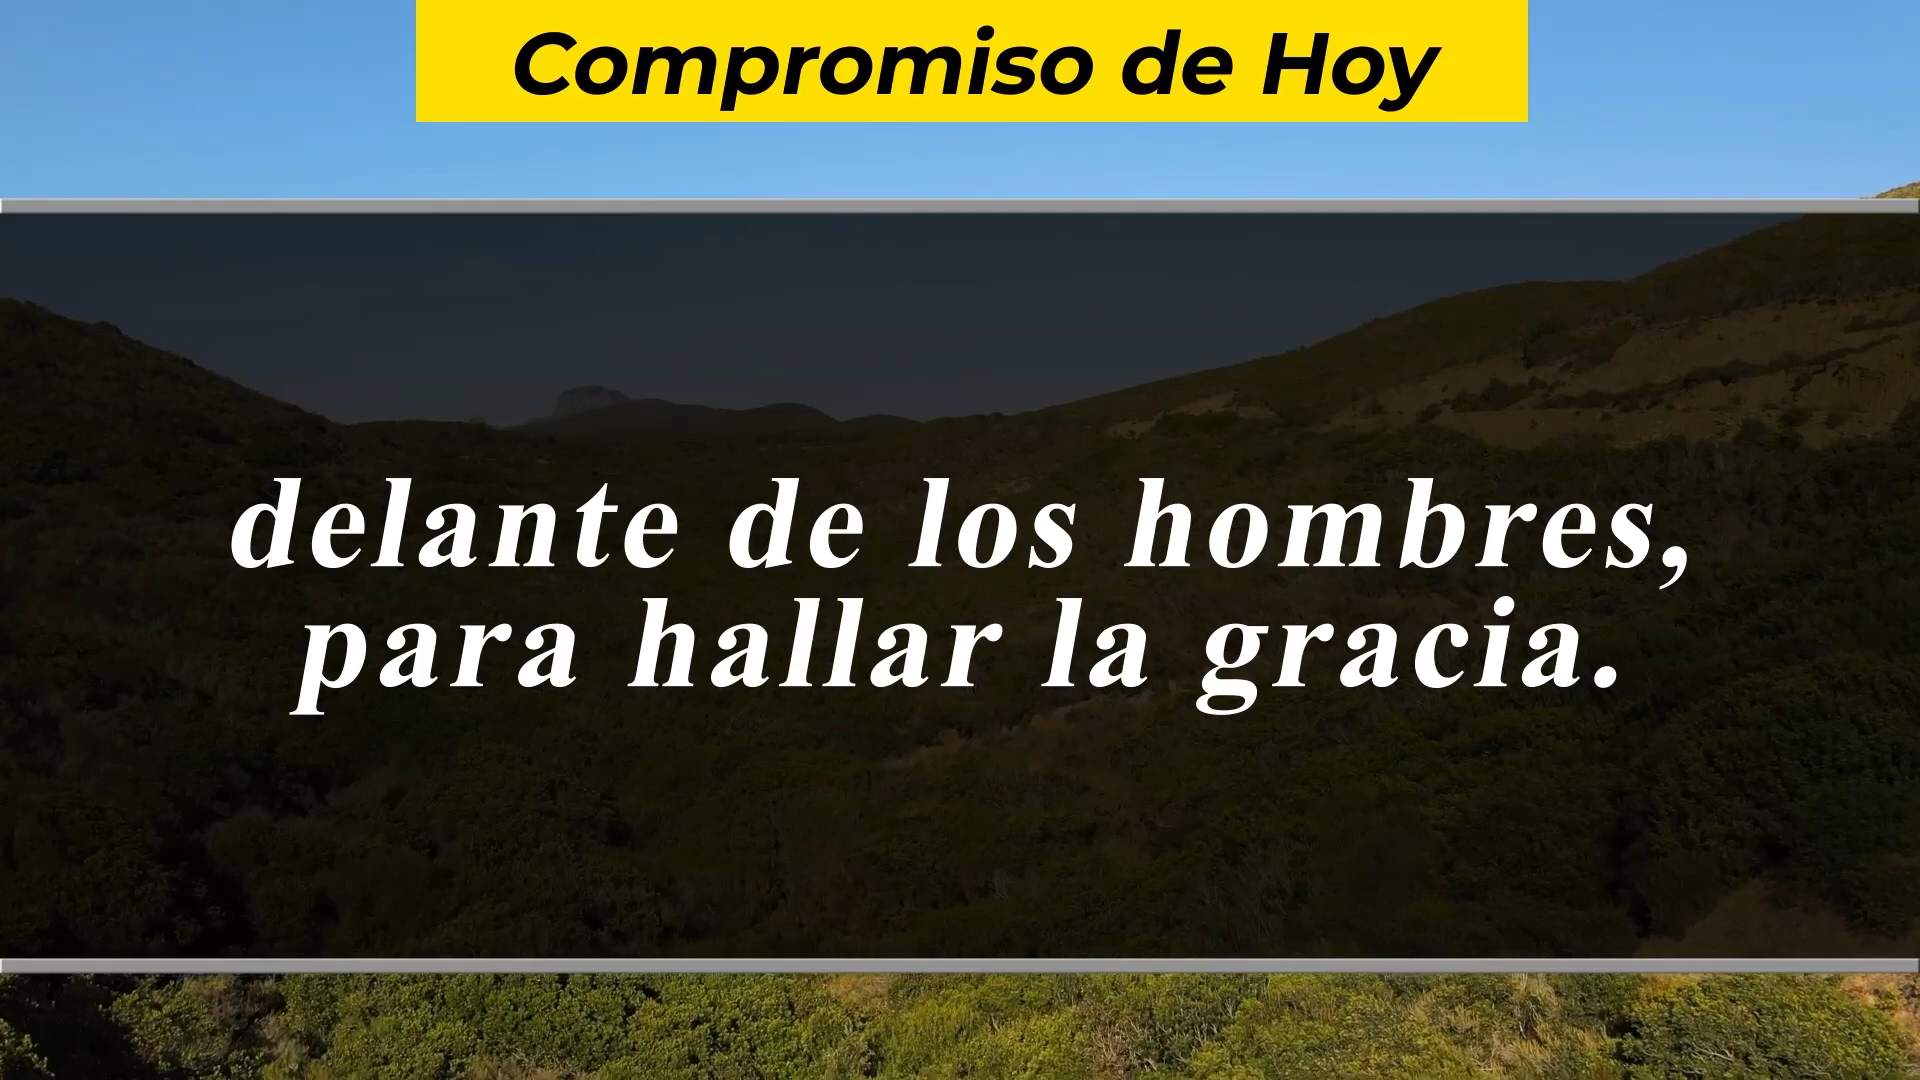 Compromiso de Hoy
delante de los hombres,
para hallar la gracia.